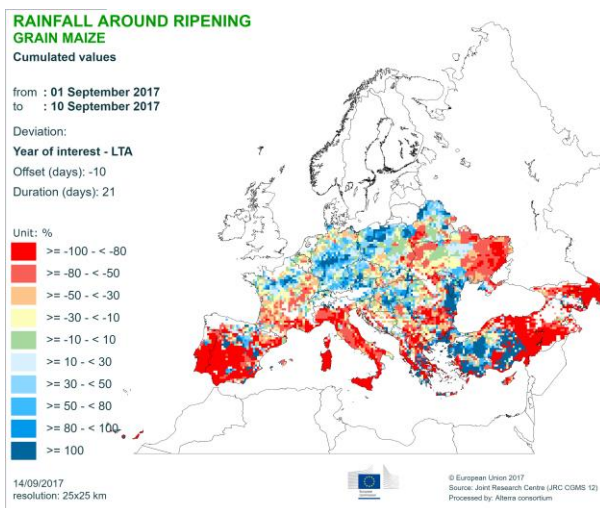 RAINFALL AROUND RIPENING
GRAIN MAIZE
Cumulated values
from : 01 September 2017
to : 10 September 2017
Deviation:
Year of interest - LTA
Offset (days): -10
Duration (days): 21
Unit: %
>= -100 - < -80
>= -80 - < -50
>= -50 - < -30
>= -30 - < -10
>= -10 - < 10
>= 10 - < 30
>= 30 - < 50
>= 50 - < 80
>= 80 - < 100
>= 100
14/09/2017
resolution: 25x25 km
© European Union 2017
Source: Joint Research Centre (JRC CGMS 12)
Processed by: Alterra consortium